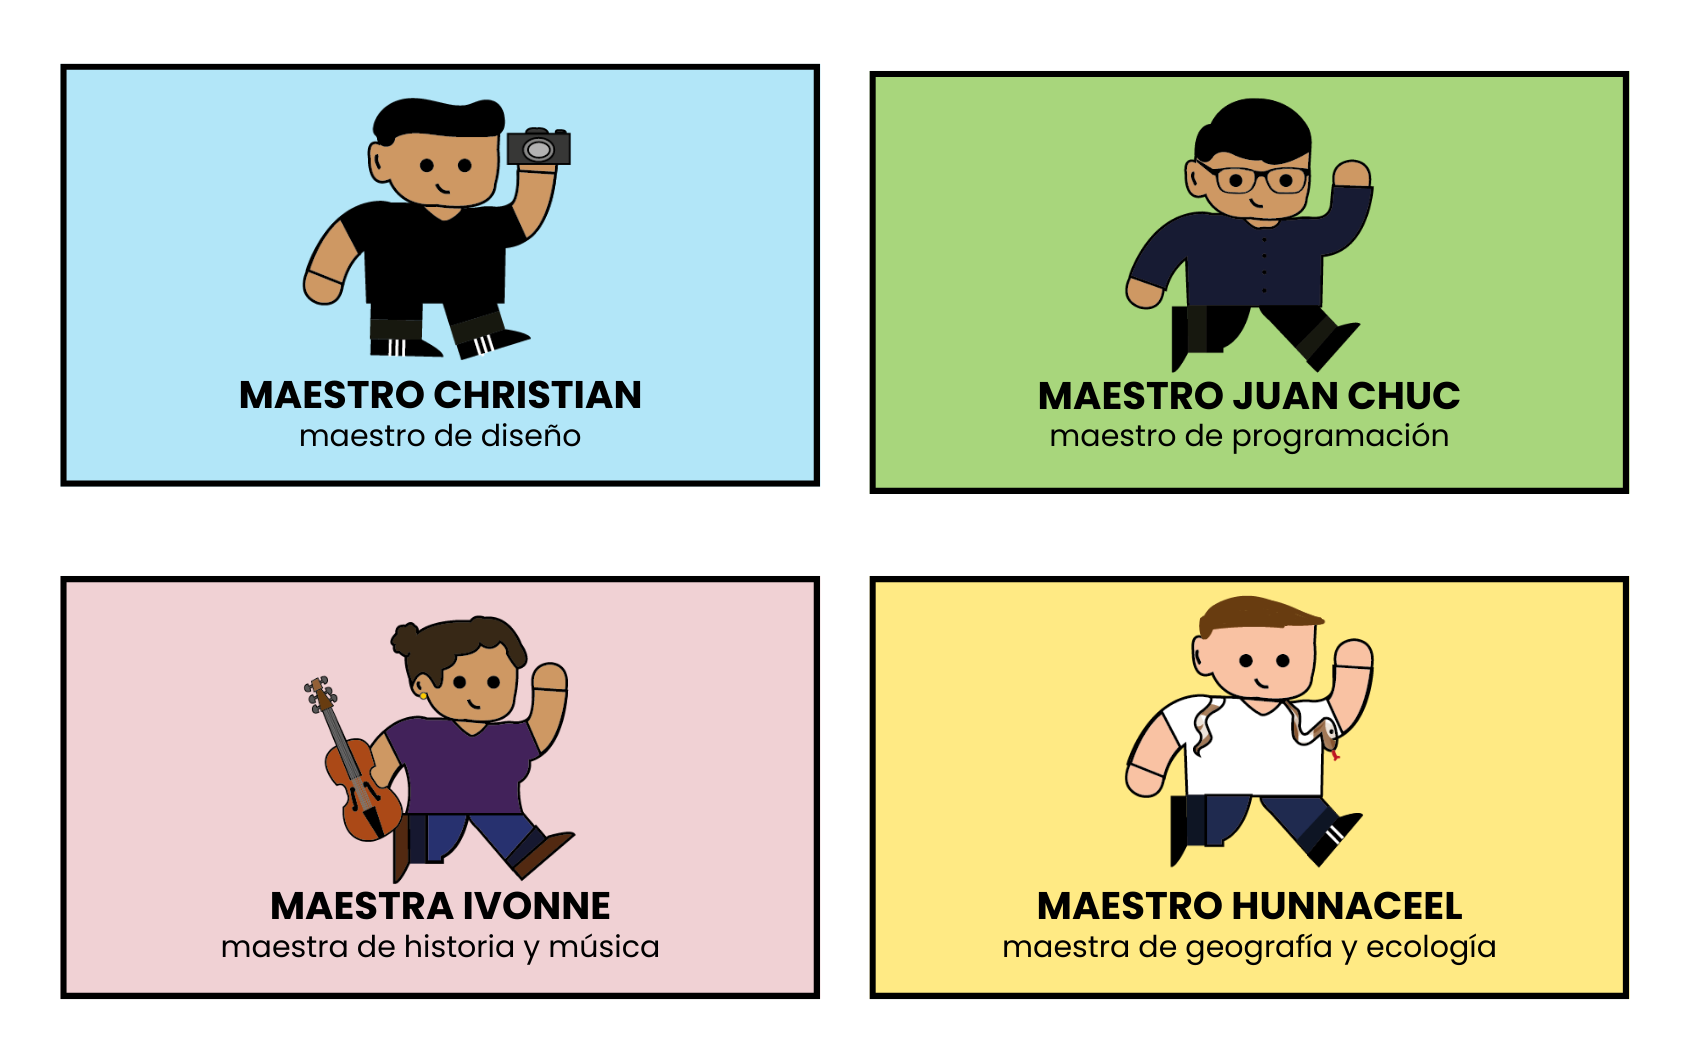 MAESTRO CHRISTIAN
maestro de diseño
MAESTRO JUAN CHUC
maestro de programación
MAESTRA IVONNE
maestra de historia y música
MAESTRO HUNNACEEL
maestra de geografía y ecología